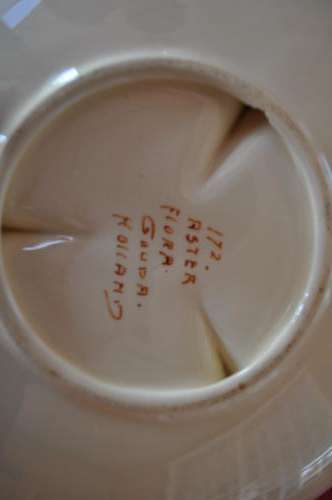 172.
ASTER
FLORA.
GOUDA.
HOLLAND